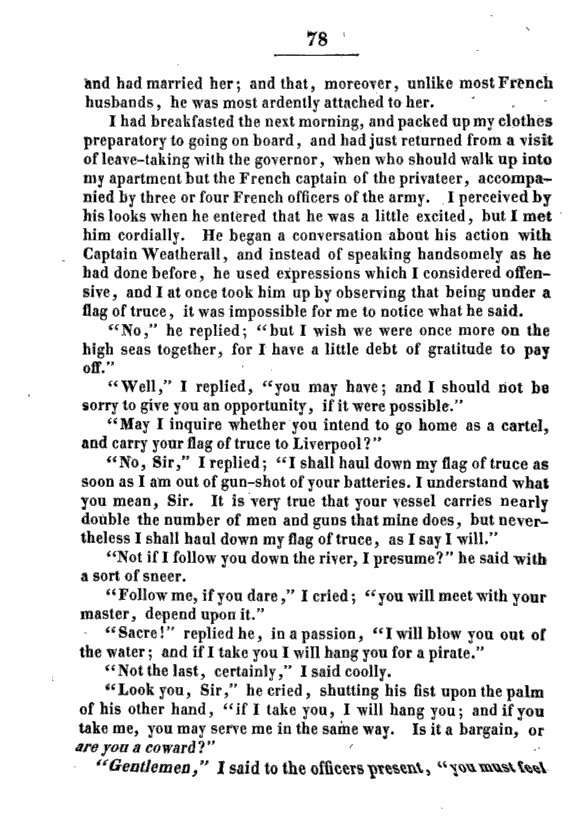 78
and had married her; and that, moreover, unlike most French
husbands, he was most ardently attached to her.
I had breakfasted the next morning, and packed up my clothes
preparatory to going on board, and had just returned from a visit
of leave-taking with the governor, when who should walk up into
my apartment but the French captain of the privateer, accompa-
nied by three or four French officers of the army. I perceived by
his looks when he entered that he was a little excited, but I met
him cordially. He began a conversation about his action with
Captain Weatherall, and instead of speaking handsomely as he
had done before, he used expressions which I considered offen-
sive, and I at once took him up by observing that being under a
flag of truce, it was impossible for me to notice what he said.
“No,” he replied; “but I wish we were once more on the
high seas together, for I have a little debt of gratitude to pay
off.”
“Well,” I replied, “you may have; and I should not be
sorry to give you an opportunity, if it were possible.”
“May I inquire whether you intend to go home as a cartel,
and carry your flag of truce to Liverpool?”
“No, Sir,” I replied; “I shall haul down my flag of truce as
soon as I am out of gun-shot of your batteries. I understand what
you mean, Sir. It is very true that your vessel carries nearly
double the number of men and guns that mine does, but never-
theless I shall haul down my flag of truce, as I say I will.”
“Not if I follow you down the river, I presume?” he said with
a sort of sneer.
“Follow me, if you dare,” I cried; “you will meet with your
master, depend upon it.”
“Sacre!” replied he, in a passion, “I will blow you out of
the water; and if I take you I will hang you for a pirate.”
“Not the last, certainly,” I said coolly.
“Look you, Sir,” he cried, shutting his fist upon the palm
of his other hand, “if I take you, I will hang you; and if you
take me, you may serve me in the same way. Is it a bargain, or
are you a coward?”
“Gentlemen,” I said to the officers present, “you must feel